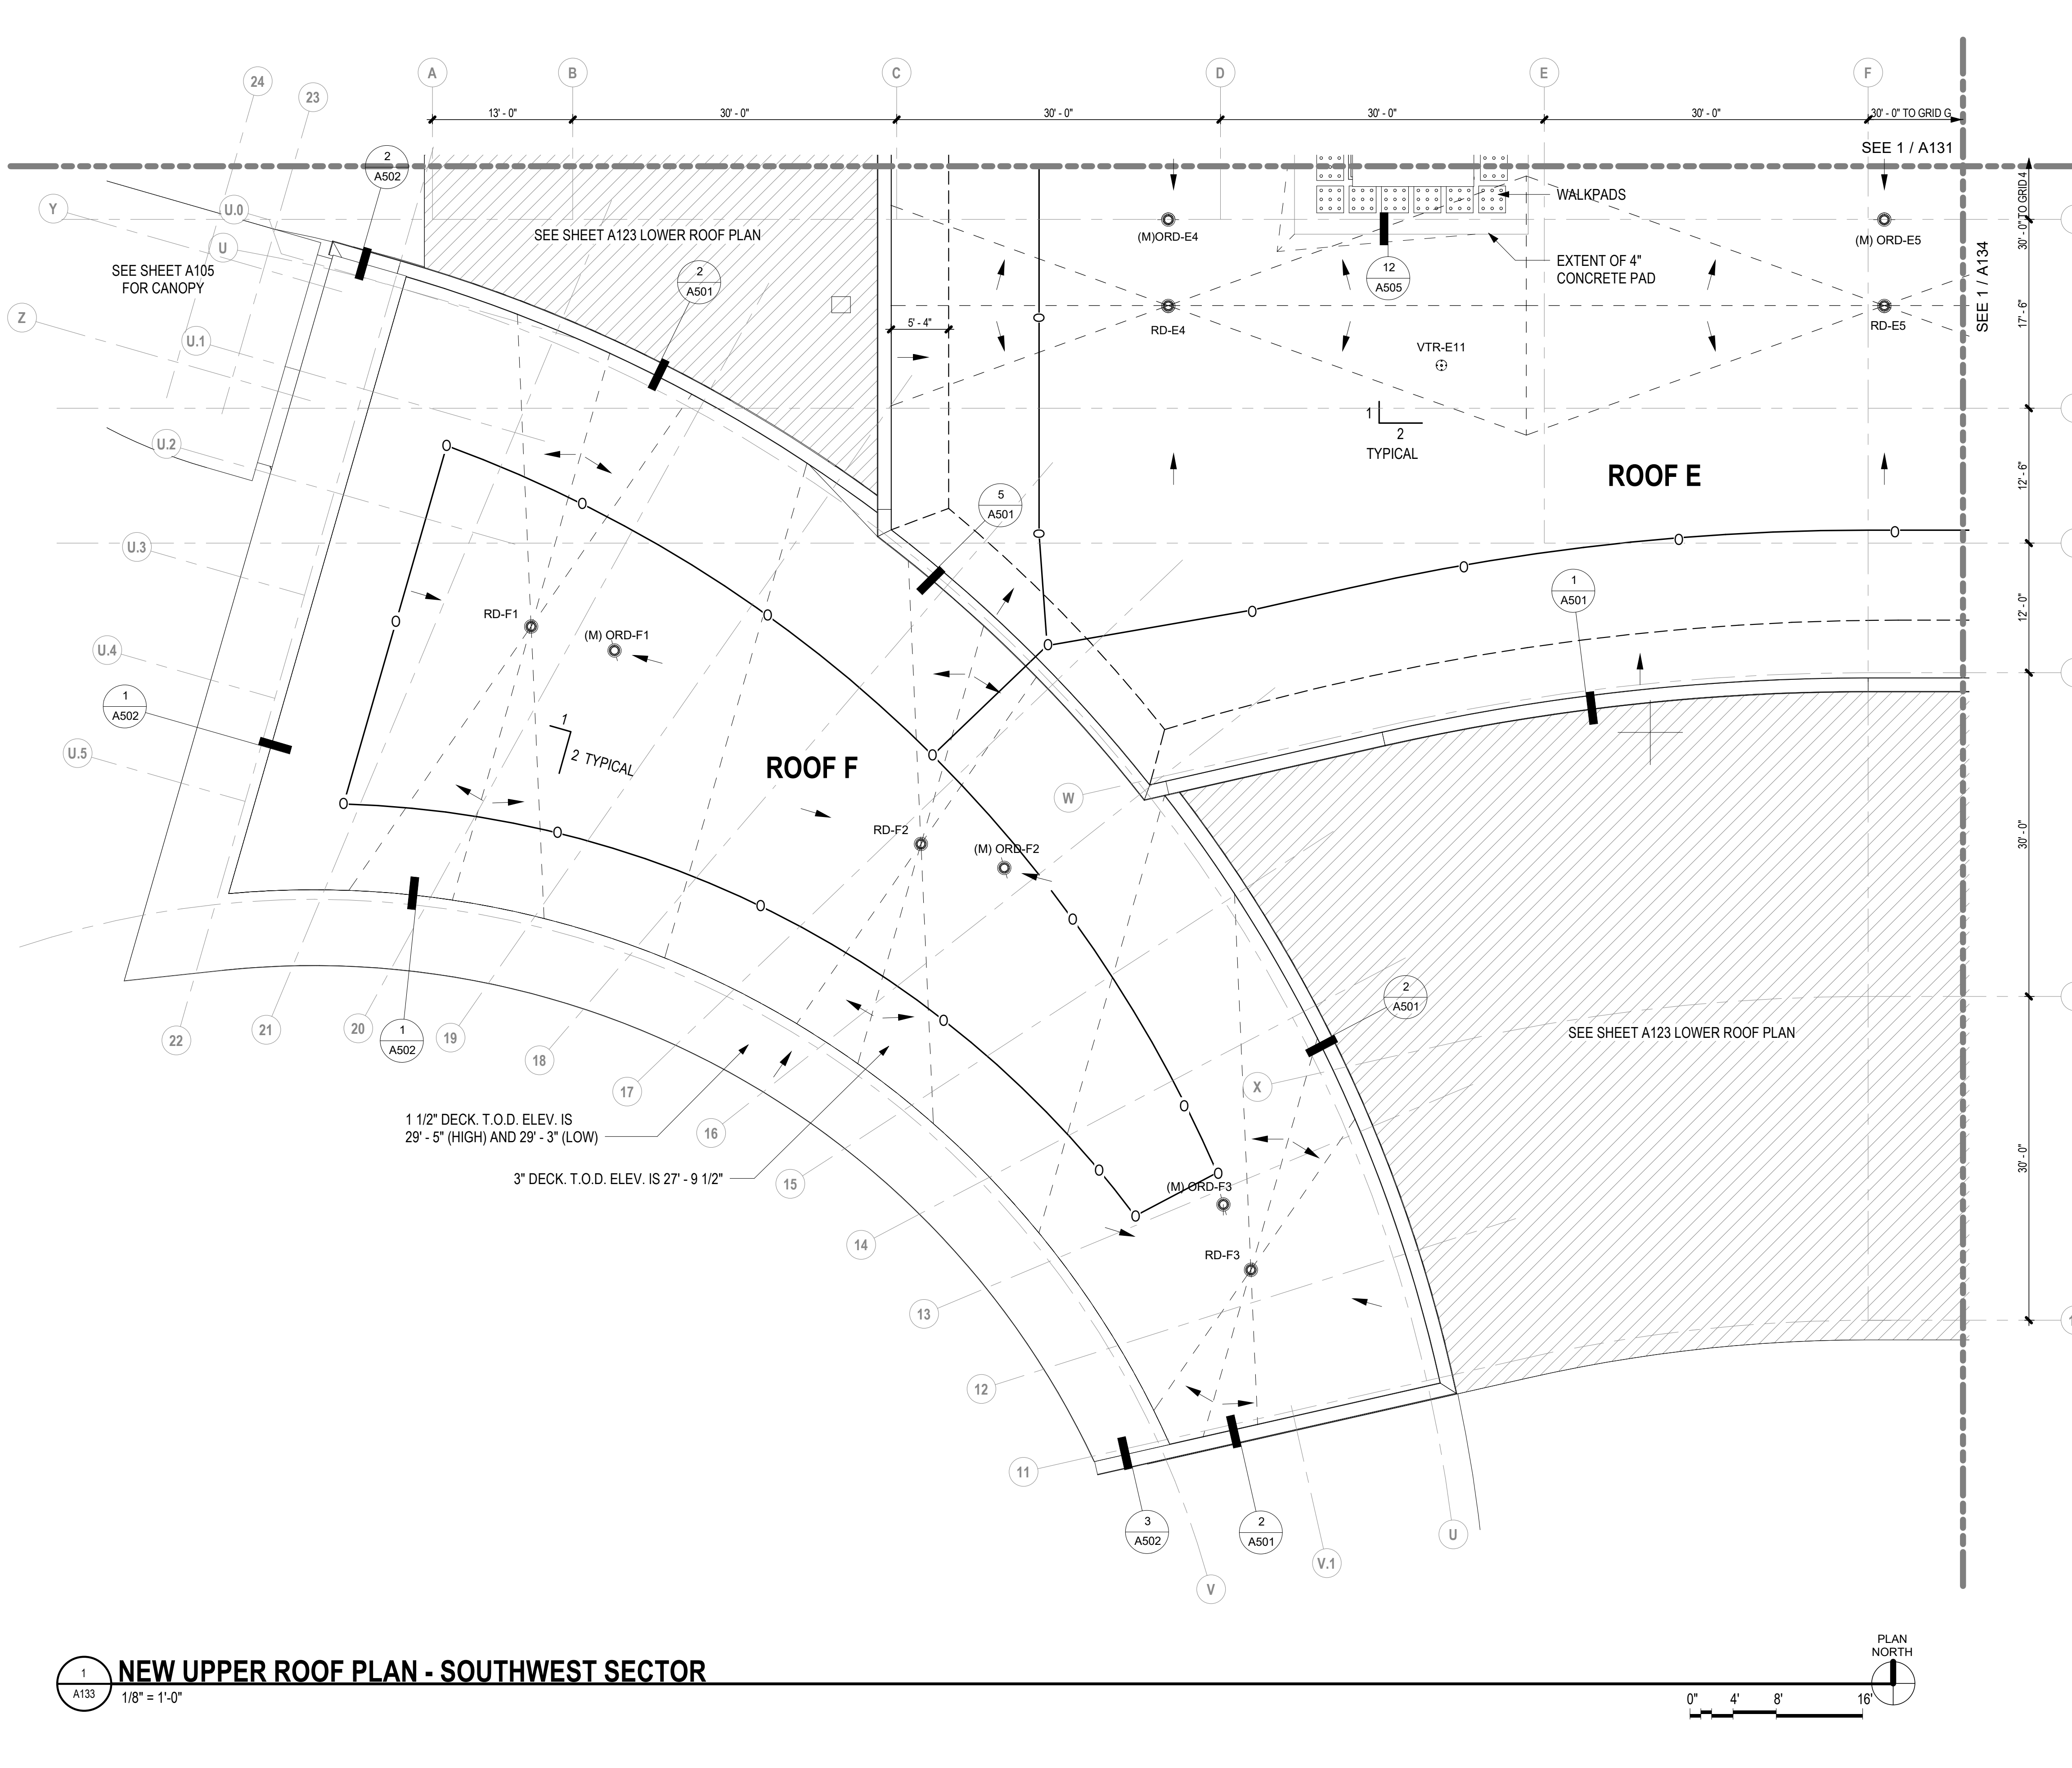 A
B
C
D
E
F
24
23
13' - 0"
30' - 0"
30' - 0"
30' - 0"
30' - 0"
30' - 0" TO GRID G
SEE 1 / A131
2
A502
Y
U.0
U
Z
U.1
U.2
U.3
U.4
U.5
SEE SHEET A105
FOR CANOPY
SEE SHEET A123 LOWER ROOF PLAN
2
A501
5' - 4"
(M)ORD-E4
RD-E4
WALKPADS
EXTENT OF 4"
CONCRETE PAD
12
A505
VTR-E11
1
2
TYPICAL
(M) ORD-E5
RD-E5
SEE 1 / A134
30' - 0" TO GRID 4
17' - 6"
12' - 6"
12' - 0"
30' - 0"
30' - 0"
ROOF E
5
A501
1
A501
RD-F1
(M) ORD-F1
1
2 TYPICAL
ROOF F
1
A502
W
RD-F2
(M) ORD-F2
2
A501
SEE SHEET A123 LOWER ROOF PLAN
X
22
21
20
1
A502
19
18
17
16
15
14
13
12
11
1 1/2" DECK. T.O.D. ELEV. IS
29' - 5" (HIGH) AND 29' - 3" (LOW)
3" DECK. T.O.D. ELEV. IS 27' - 9 1/2"
(M) ORD-F3
RD-F3
3
A502
2
A501
V
V.1
U
1
A133
NEW UPPER ROOF PLAN - SOUTHWEST SECTOR
1/8" = 1'-0"
PLAN
NORTH
0"
4'
8'
16'